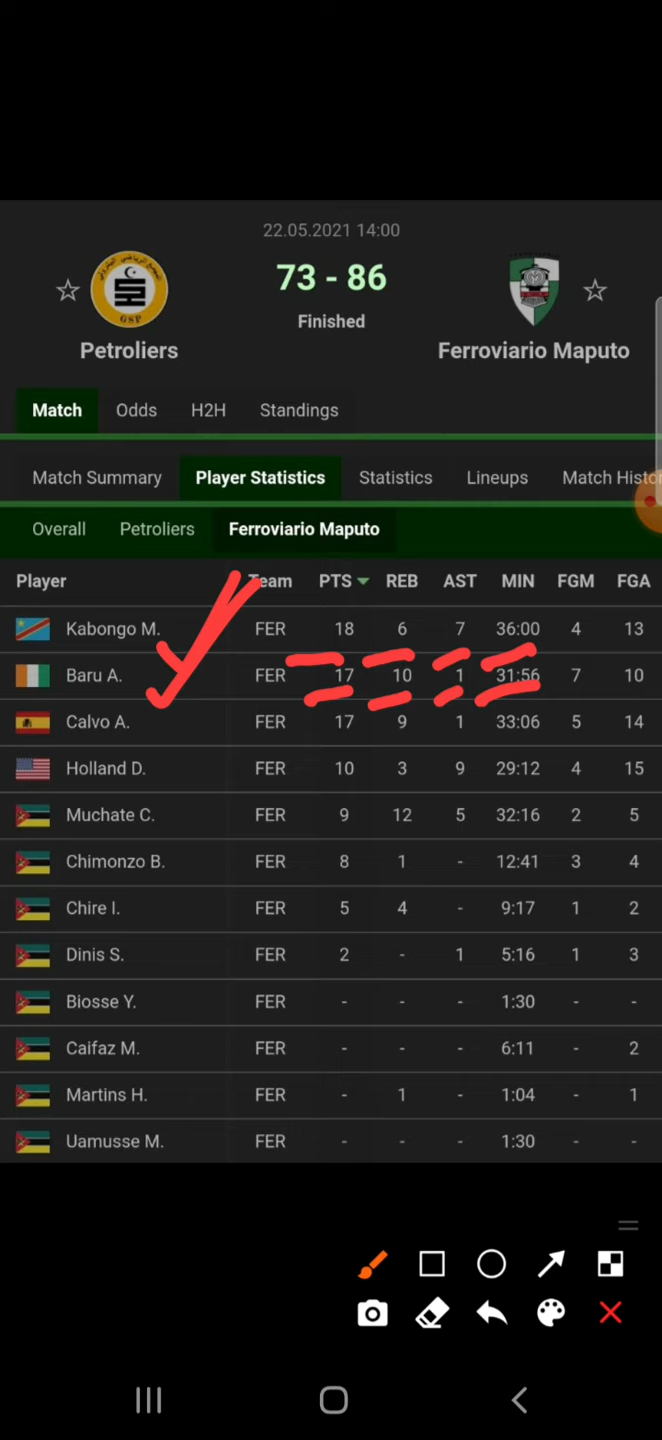 22.05.2021 14:00
73 - 86
Finished
GSP
Petroliers
Ferroviario Maputo
Match Odds H2H Standings
Match Summary Player Statistics Statistics Lineups Match Histo
Overall Petroliers Ferroviario Maputo
Player Team PTS REB AST MIN FGM FGA
Kabongo M. FER 18 6 7 36:00 4 13
Baru A. FER 17 10 1 31:56 7 10
Calvo A. FER 17 9 1 33:06 5 14
Holland D. FER 10 3 9 29:12 4 15
Muchate C. FER 9 12 5 32:16 2 5
Chimonzo B. FER 8 1 - 12:41 3 4
Chire I. FER 5 4 - 9:17 1 2
Dinis S. FER 2 - 1 5:16 1 3
Biosse Y. FER - - - 1:30 - -
Caifaz M. FER - - - 6:11 - 2
Martins H. FER - 1 - 1:04 - 1
Uamusse M. FER - - - 1:30 - -